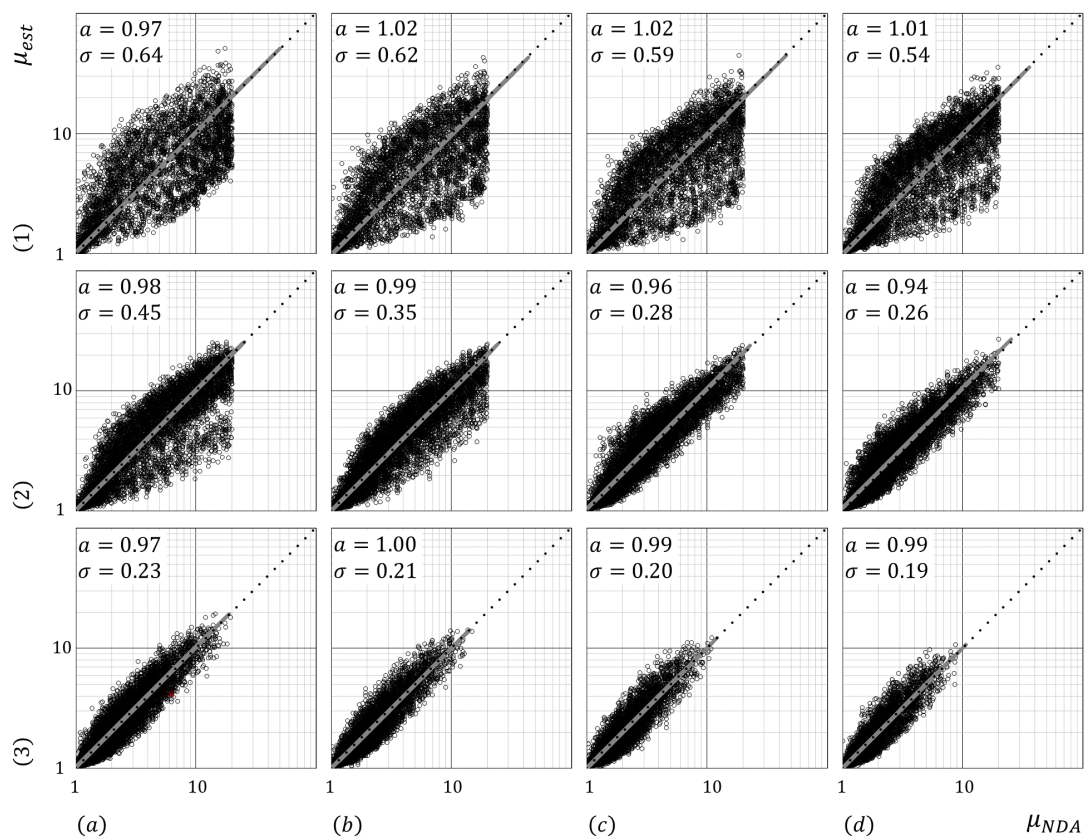 μ_est
a = 0.97
σ = 0.64
a = 1.02
σ = 0.62
a = 1.02
σ = 0.59
a = 1.01
σ = 0.54
10
(1)
1
a = 0.98
σ = 0.45
a = 0.99
σ = 0.35
a = 0.96
σ = 0.28
a = 0.94
σ = 0.26
10
(2)
1
a = 0.97
σ = 0.23
a = 1.00
σ = 0.21
a = 0.99
σ = 0.20
a = 0.99
σ = 0.19
10
(3)
1
1 10 1 10 1 10 1 10
(a) (b) (c) (d) μ_NDA